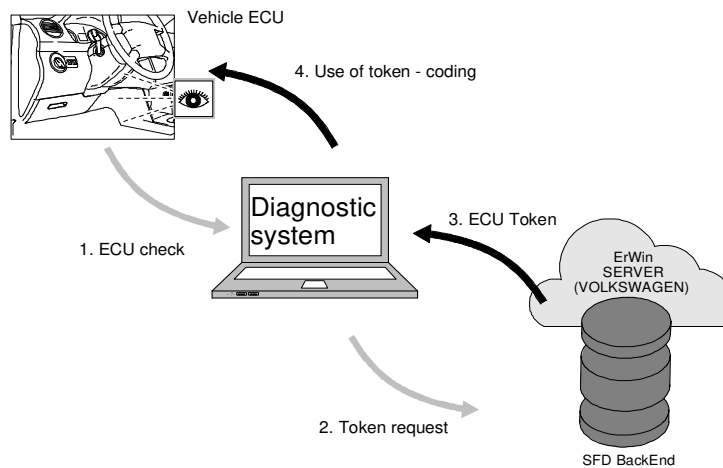 Vehicle ECU
4. Use of token - coding
Diagnostic
system
3. ECU Token
1. ECU check
ErWin
SERVER
(VOLKSWAGEN)
2. Token request
SFD BackEnd